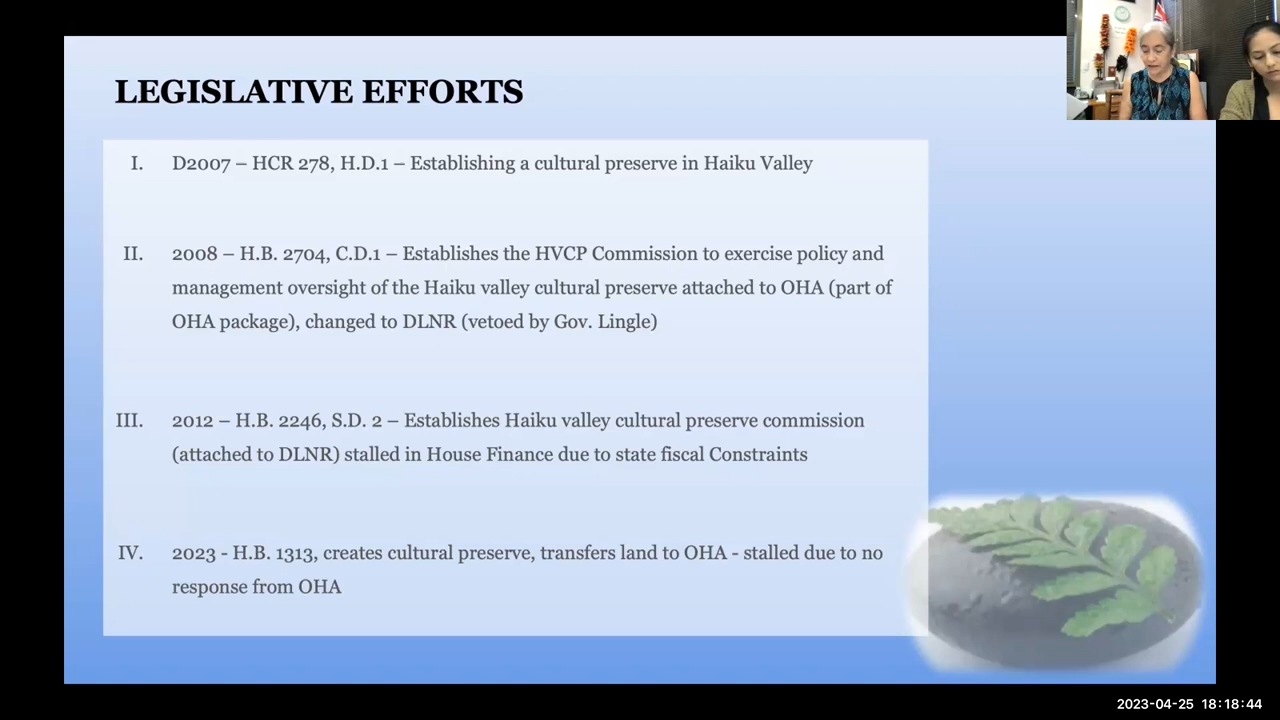 LEGISLATIVE EFFORTS
I. D2007 – HCR 278, H.D.1 – Establishing a cultural preserve in Haiku Valley
II. 2008 – H.B. 2704, C.D.1 – Establishes the HVCP Commission to exercise policy and
management oversight of the Haiku valley cultural preserve attached to OHA (part of
OHA package), changed to DLNR (vetoed by Gov. Lingle)
III. 2012 – H.B. 2246, S.D. 2 – Establishes Haiku valley cultural preserve commission
(attached to DLNR) stalled in House Finance due to state fiscal Constraints
IV. 2023 - H.B. 1313, creates cultural preserve, transfers land to OHA - stalled due to no
response from OHA
2023-04-25 18:18:44